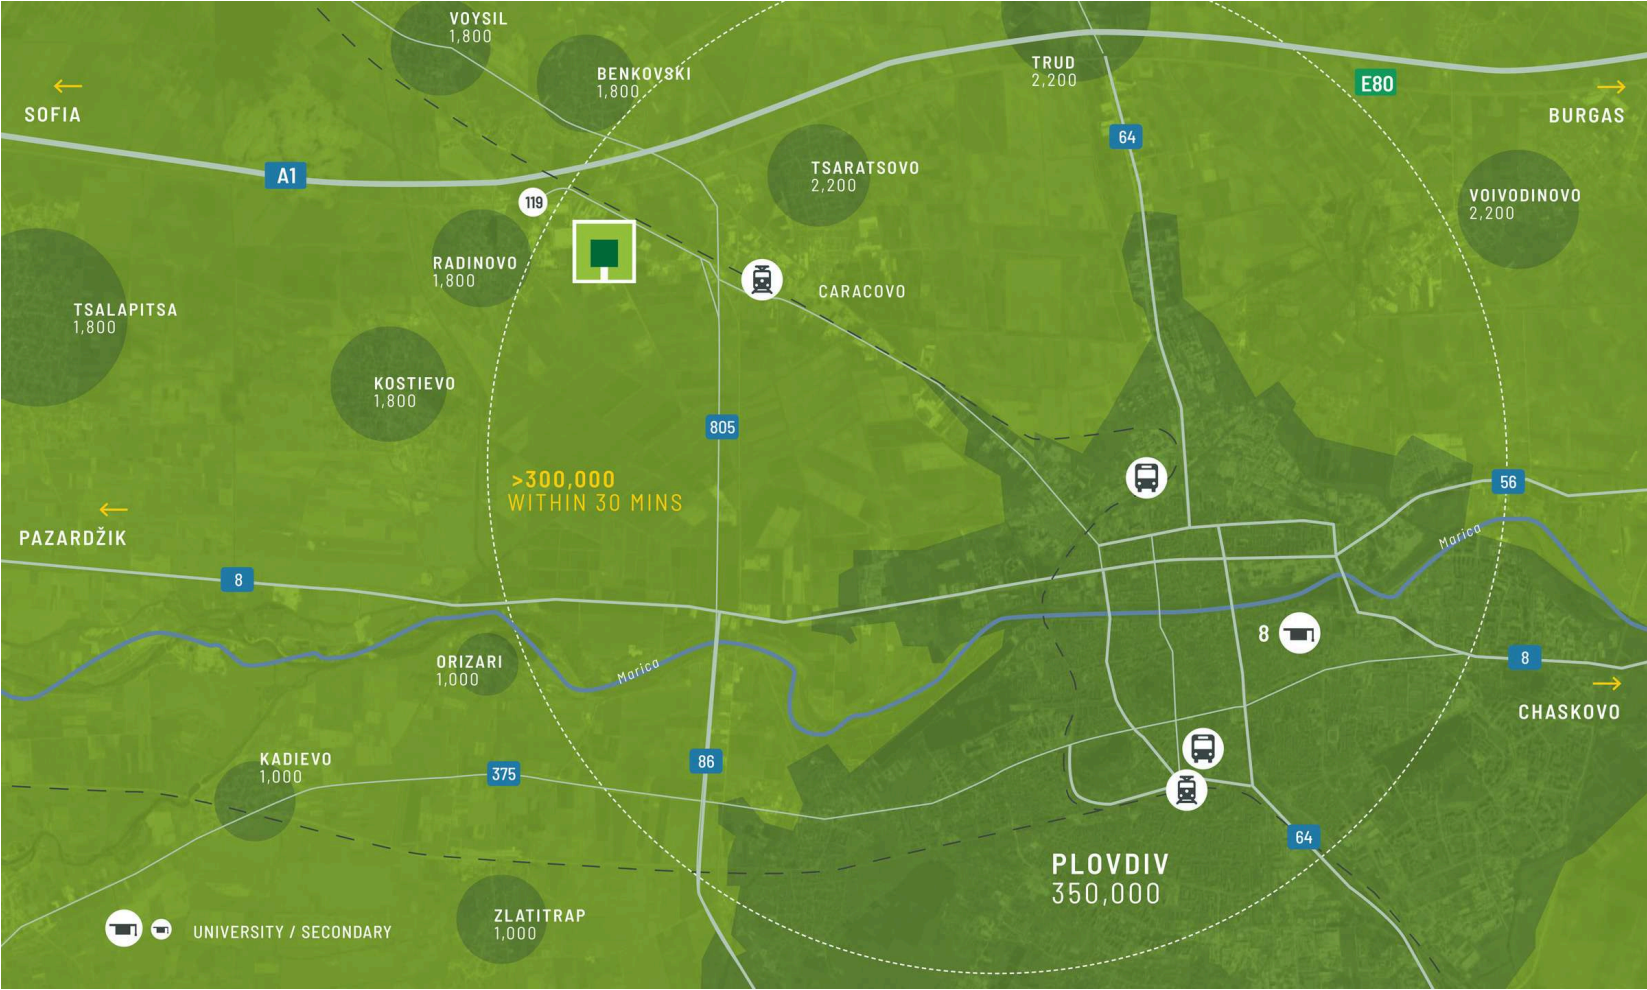 VOYSIL
1,800
BENKOVSKI
1,800
TRUD
2,200
E80
SOFIA
BURGAS
64
A1
TSARATSOVO
2,200
119
VOIVODINOVO
2,200
RADINOVO
1,800
CARACOVO
TSALAPITSA
1,800
KOSTIEVO
1,800
805
>300,000
WITHIN 30 MINS
56
PAZARDŽIK
Marica
8
8
8
ORIZARI
1,000
Marica
CHASKOVO
KADIEVO
1,000
375
86
64
PLOVDIV
350,000
ZLATITRAP
1,000
UNIVERSITY / SECONDARY